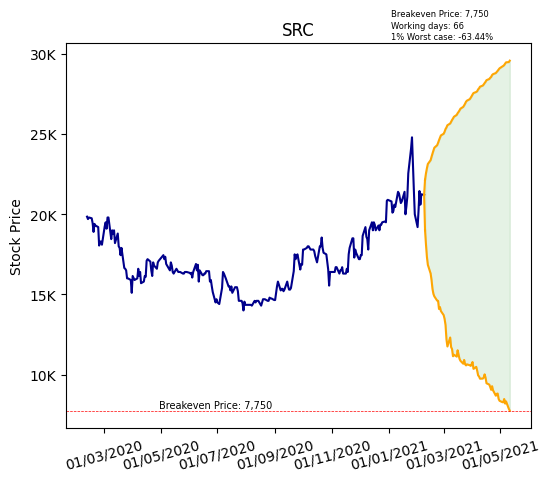 Breakeven Price: 7,750
Working days: 66
1% Worst case: -63.44%
SRC
30K
25K
20K
15K
10K
Stock Price
Breakeven Price: 7,750
01/03/2020
01/05/2020
01/07/2020
01/09/2020
01/11/2020
01/01/2021
01/03/2021
01/05/2021